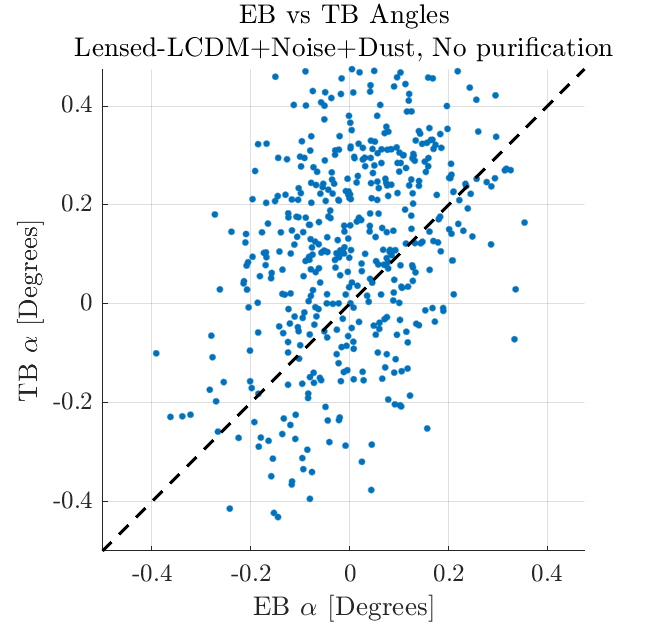 EB vs TB Angles
Lensed-LCDM+Noise+Dust, No purification
TB α [Degrees]
0.4
0.2
0
-0.2
-0.4
-0.4
-0.2
0
0.2
0.4
EB α [Degrees]